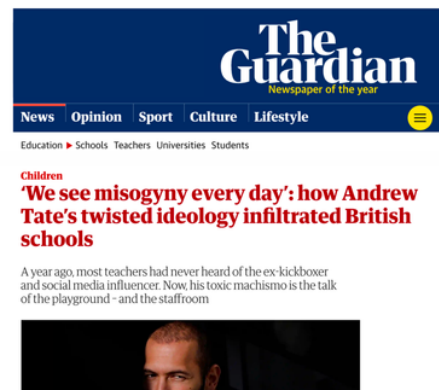 The
Guardian
Newspaper of the year
News Opinion Sport Culture Lifestyle
Education ▶ Schools Teachers Universities Students
Children
‘We see misogyny every day’: how Andrew
Tate’s twisted ideology infiltrated British
schools
A year ago, most teachers had never heard of the ex-kickboxer
and social media influencer. Now, his toxic machismo is the talk
of the playground – and the staffroom